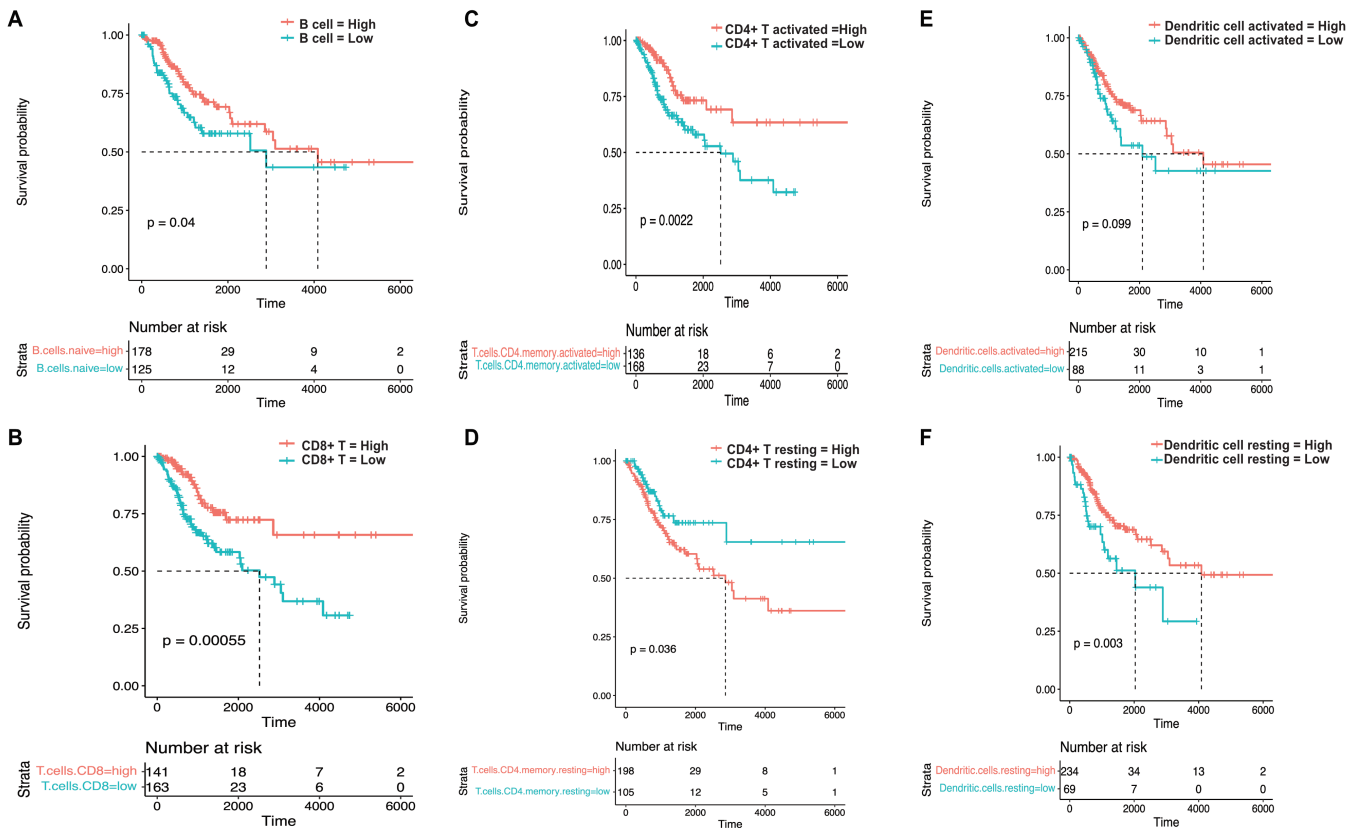 A
B cell = High
B cell = Low
Survival probability
1.00
0.75
0.50
0.25
0.00
p = 0.04
0 2000 4000 6000
Time
Number at risk
Strata
B.cells.naive=high 178 29 9 2
B.cells.naive=low 125 12 4 0
0 2000 4000 6000
Time
C
CD4+ T activated =High
CD4+ T activated =Low
Survival probability
1.00
0.75
0.50
0.25
0.00
p = 0.0022
0 2000 4000 6000
Time
Number at risk
Strata
T.cells.CD4.memory.activated=high 136 18 6 2
T.cells.CD4.memory.activated=low 168 23 7 0
0 2000 4000 6000
Time
E
Dendritic cell activated = High
Dendritic cell activated = Low
Survival probability
1.00
0.75
0.50
0.25
0.00
p = 0.099
0 2000 4000 6000
Time
Number at risk
Strata
Dendritic.cells.activated=high 215 30 10 1
Dendritic.cells.activated=low 88 11 3 1
0 2000 4000 6000
Time
B
CD8+ T = High
CD8+ T = Low
Survival probability
1.00
0.75
0.50
0.25
0.00
p = 0.00055
0 2000 4000 6000
Time
Number at risk
Strata
T.cells.CD8=high 141 18 7 2
T.cells.CD8=low 163 23 6 0
0 2000 4000 6000
Time
D
CD4+ T resting = High
CD4+ T resting = Low
Survival probability
1.00
0.75
0.50
0.25
0.00
p = 0.036
0 2000 4000 6000
Time
Number at risk
Strata
T.cells.CD4.memory.resting=high 198 29 8 1
T.cells.CD4.memory.resting=low 105 12 5 1
0 2000 4000 6000
Time
F
Dendritic cell resting = High
Dendritic cell resting = Low
Survival probability
1.00
0.75
0.50
0.25
0.00
p = 0.003
0 2000 4000 6000
Time
Number at risk
Strata
Dendritic.cells.resting=high 234 34 13 2
Dendritic.cells.resting=low 69 7 0 0
0 2000 4000 6000
Time